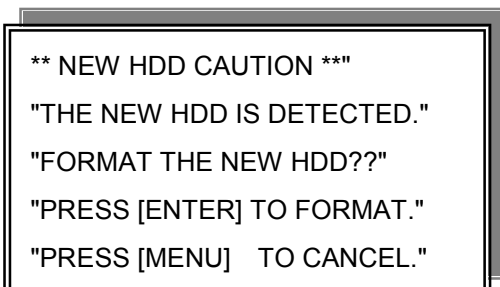 ** NEW HDD CAUTION **"
"THE NEW HDD IS DETECTED."
"FORMAT THE NEW HDD??"
"PRESS [ENTER] TO FORMAT."
"PRESS [MENU] TO CANCEL."